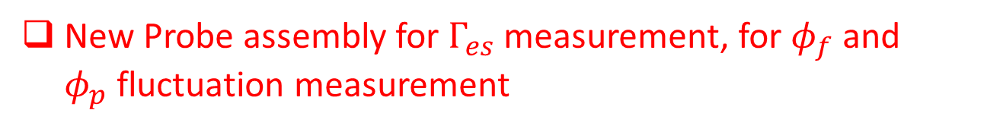 ❑ New Probe assembly for Γ_es measurement, for ϕ_f and
ϕ_p fluctuation measurement